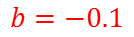 b = −0.1